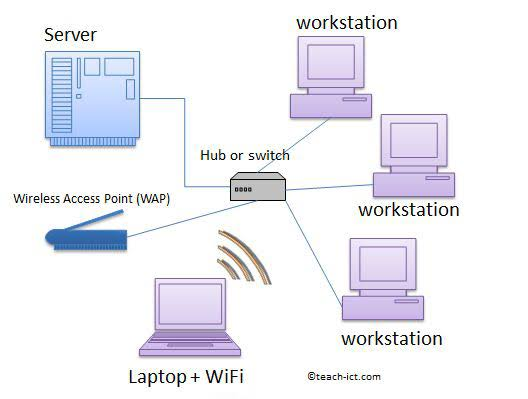 workstation
Server
Hub or switch
Wireless Access Point (WAP)
workstation
workstation
Laptop + WiFi
©teach-ict.com